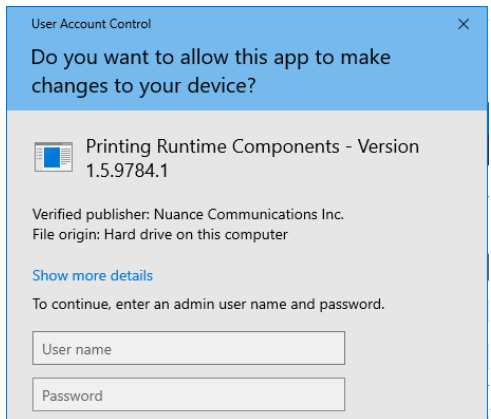 User Account Control
Do you want to allow this app to make
changes to your device?
Printing Runtime Components - Version
1.5.9784.1
Verified publisher: Nuance Communications Inc.
File origin: Hard drive on this computer
Show more details
To continue, enter an admin user name and password.
User name
Password